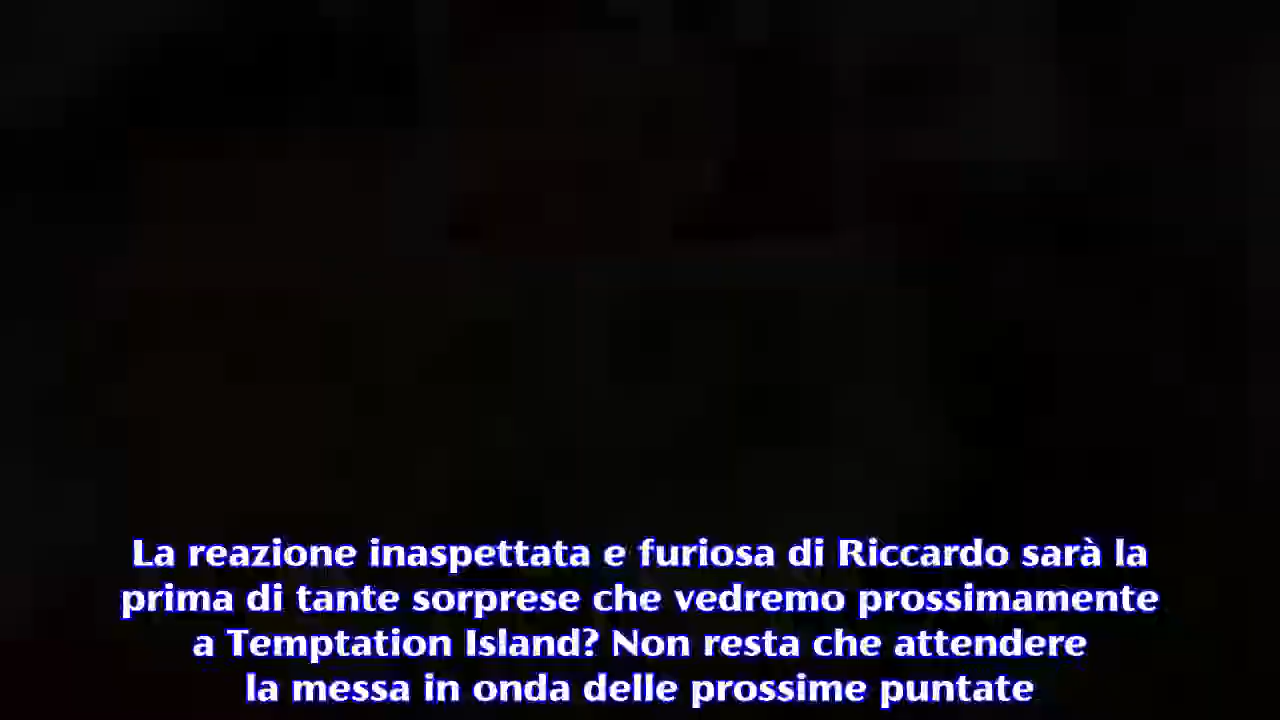 La reazione inaspettata e furiosa di Riccardo sarà la
prima di tante sorprese che vedremo prossimamente
a Temptation Island? Non resta che attendere
la messa in onda delle prossime puntate